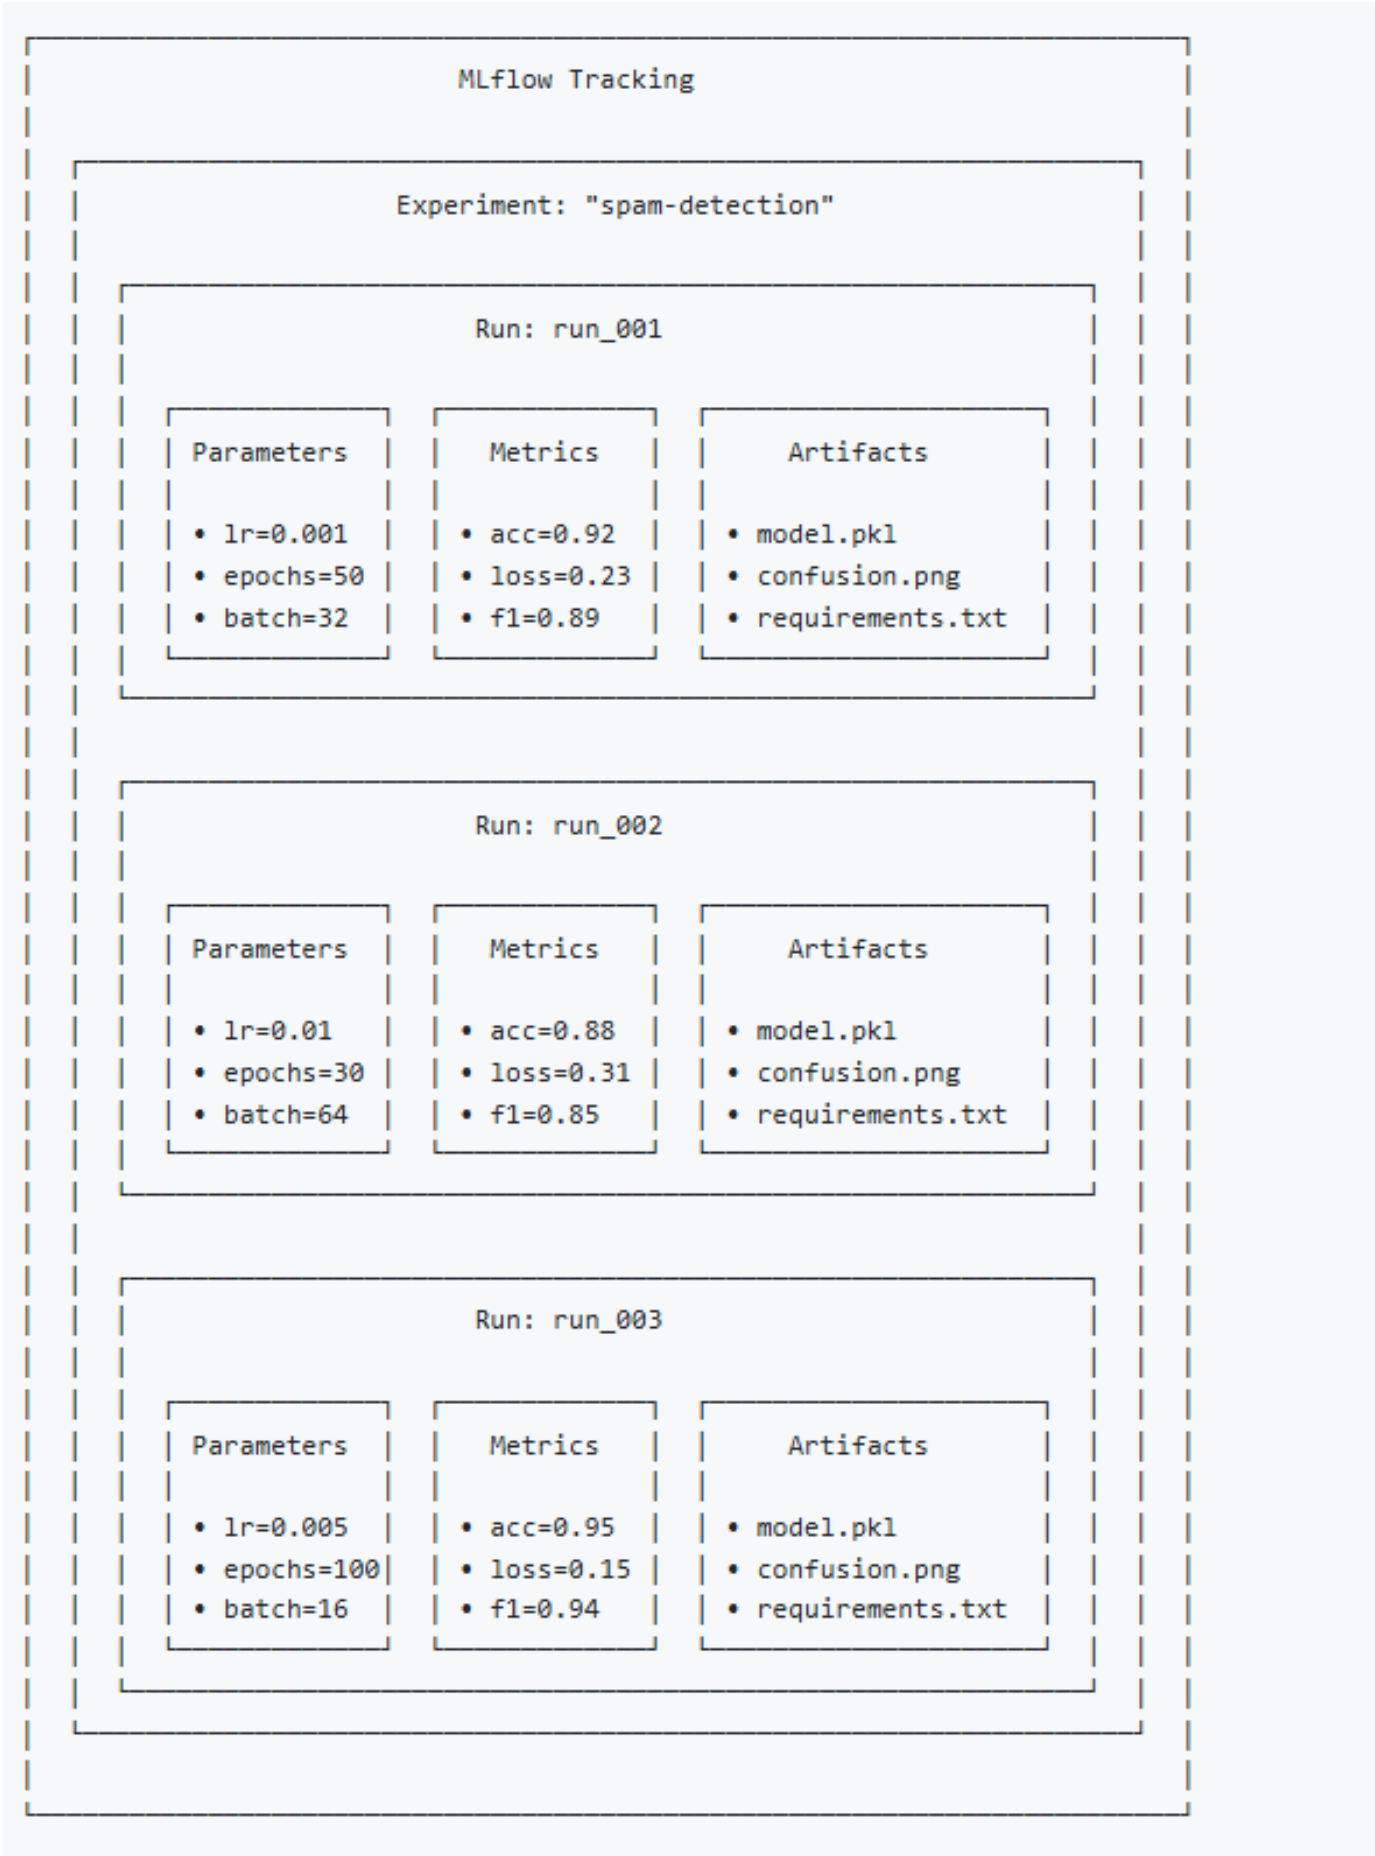 MLflow Tracking
Experiment: "spam-detection"
Run: run_001
Parameters Metrics Artifacts
• lr=0.001 • acc=0.92 • model.pkl
• epochs=50 • loss=0.23 • confusion.png
• batch=32 • f1=0.89 • requirements.txt
Run: run_002
Parameters Metrics Artifacts
• lr=0.01 • acc=0.88 • model.pkl
• epochs=30 • loss=0.31 • confusion.png
• batch=64 • f1=0.85 • requirements.txt
Run: run_003
Parameters Metrics Artifacts
• lr=0.005 • acc=0.95 • model.pkl
• epochs=100 • loss=0.15 • confusion.png
• batch=16 • f1=0.94 • requirements.txt